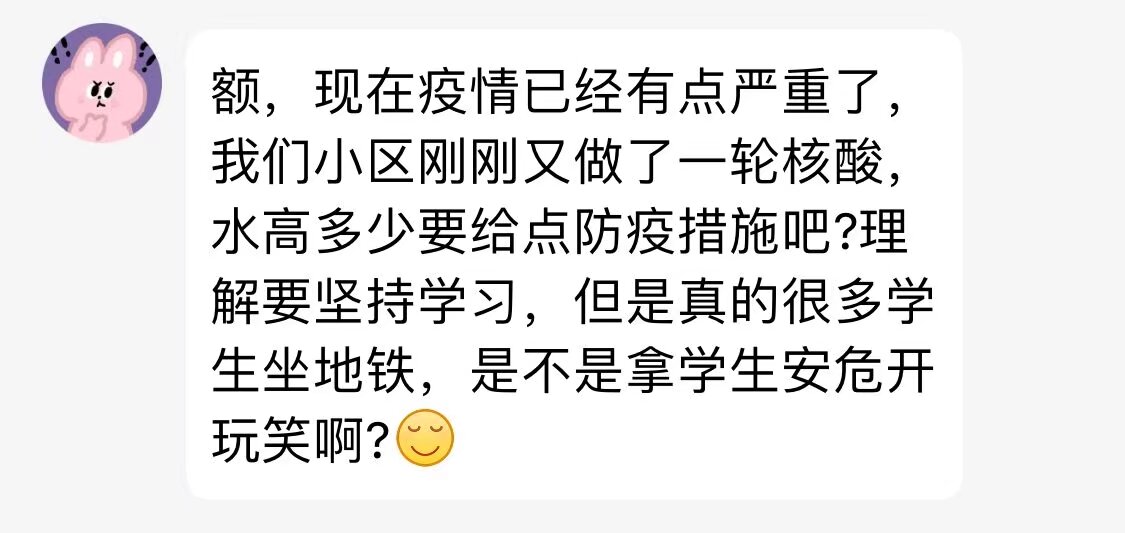 额，现在疫情已经有点严重了，
我们小区刚刚又做了一轮核酸，
水高多少要给点防疫措施吧?理
解要坚持学习，但是真的很多学
生坐地铁，是不是拿学生安危开
玩笑啊?